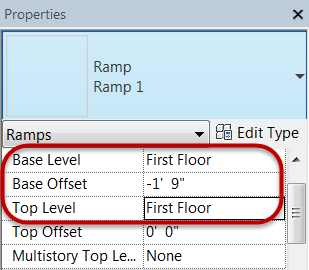 Properties
Ramp
Ramp 1
Ramps Edit Type
Base Level First Floor
Base Offset -1' 9"
Top Level First Floor
Top Offset 0' 0"
Multistory Top Le... None